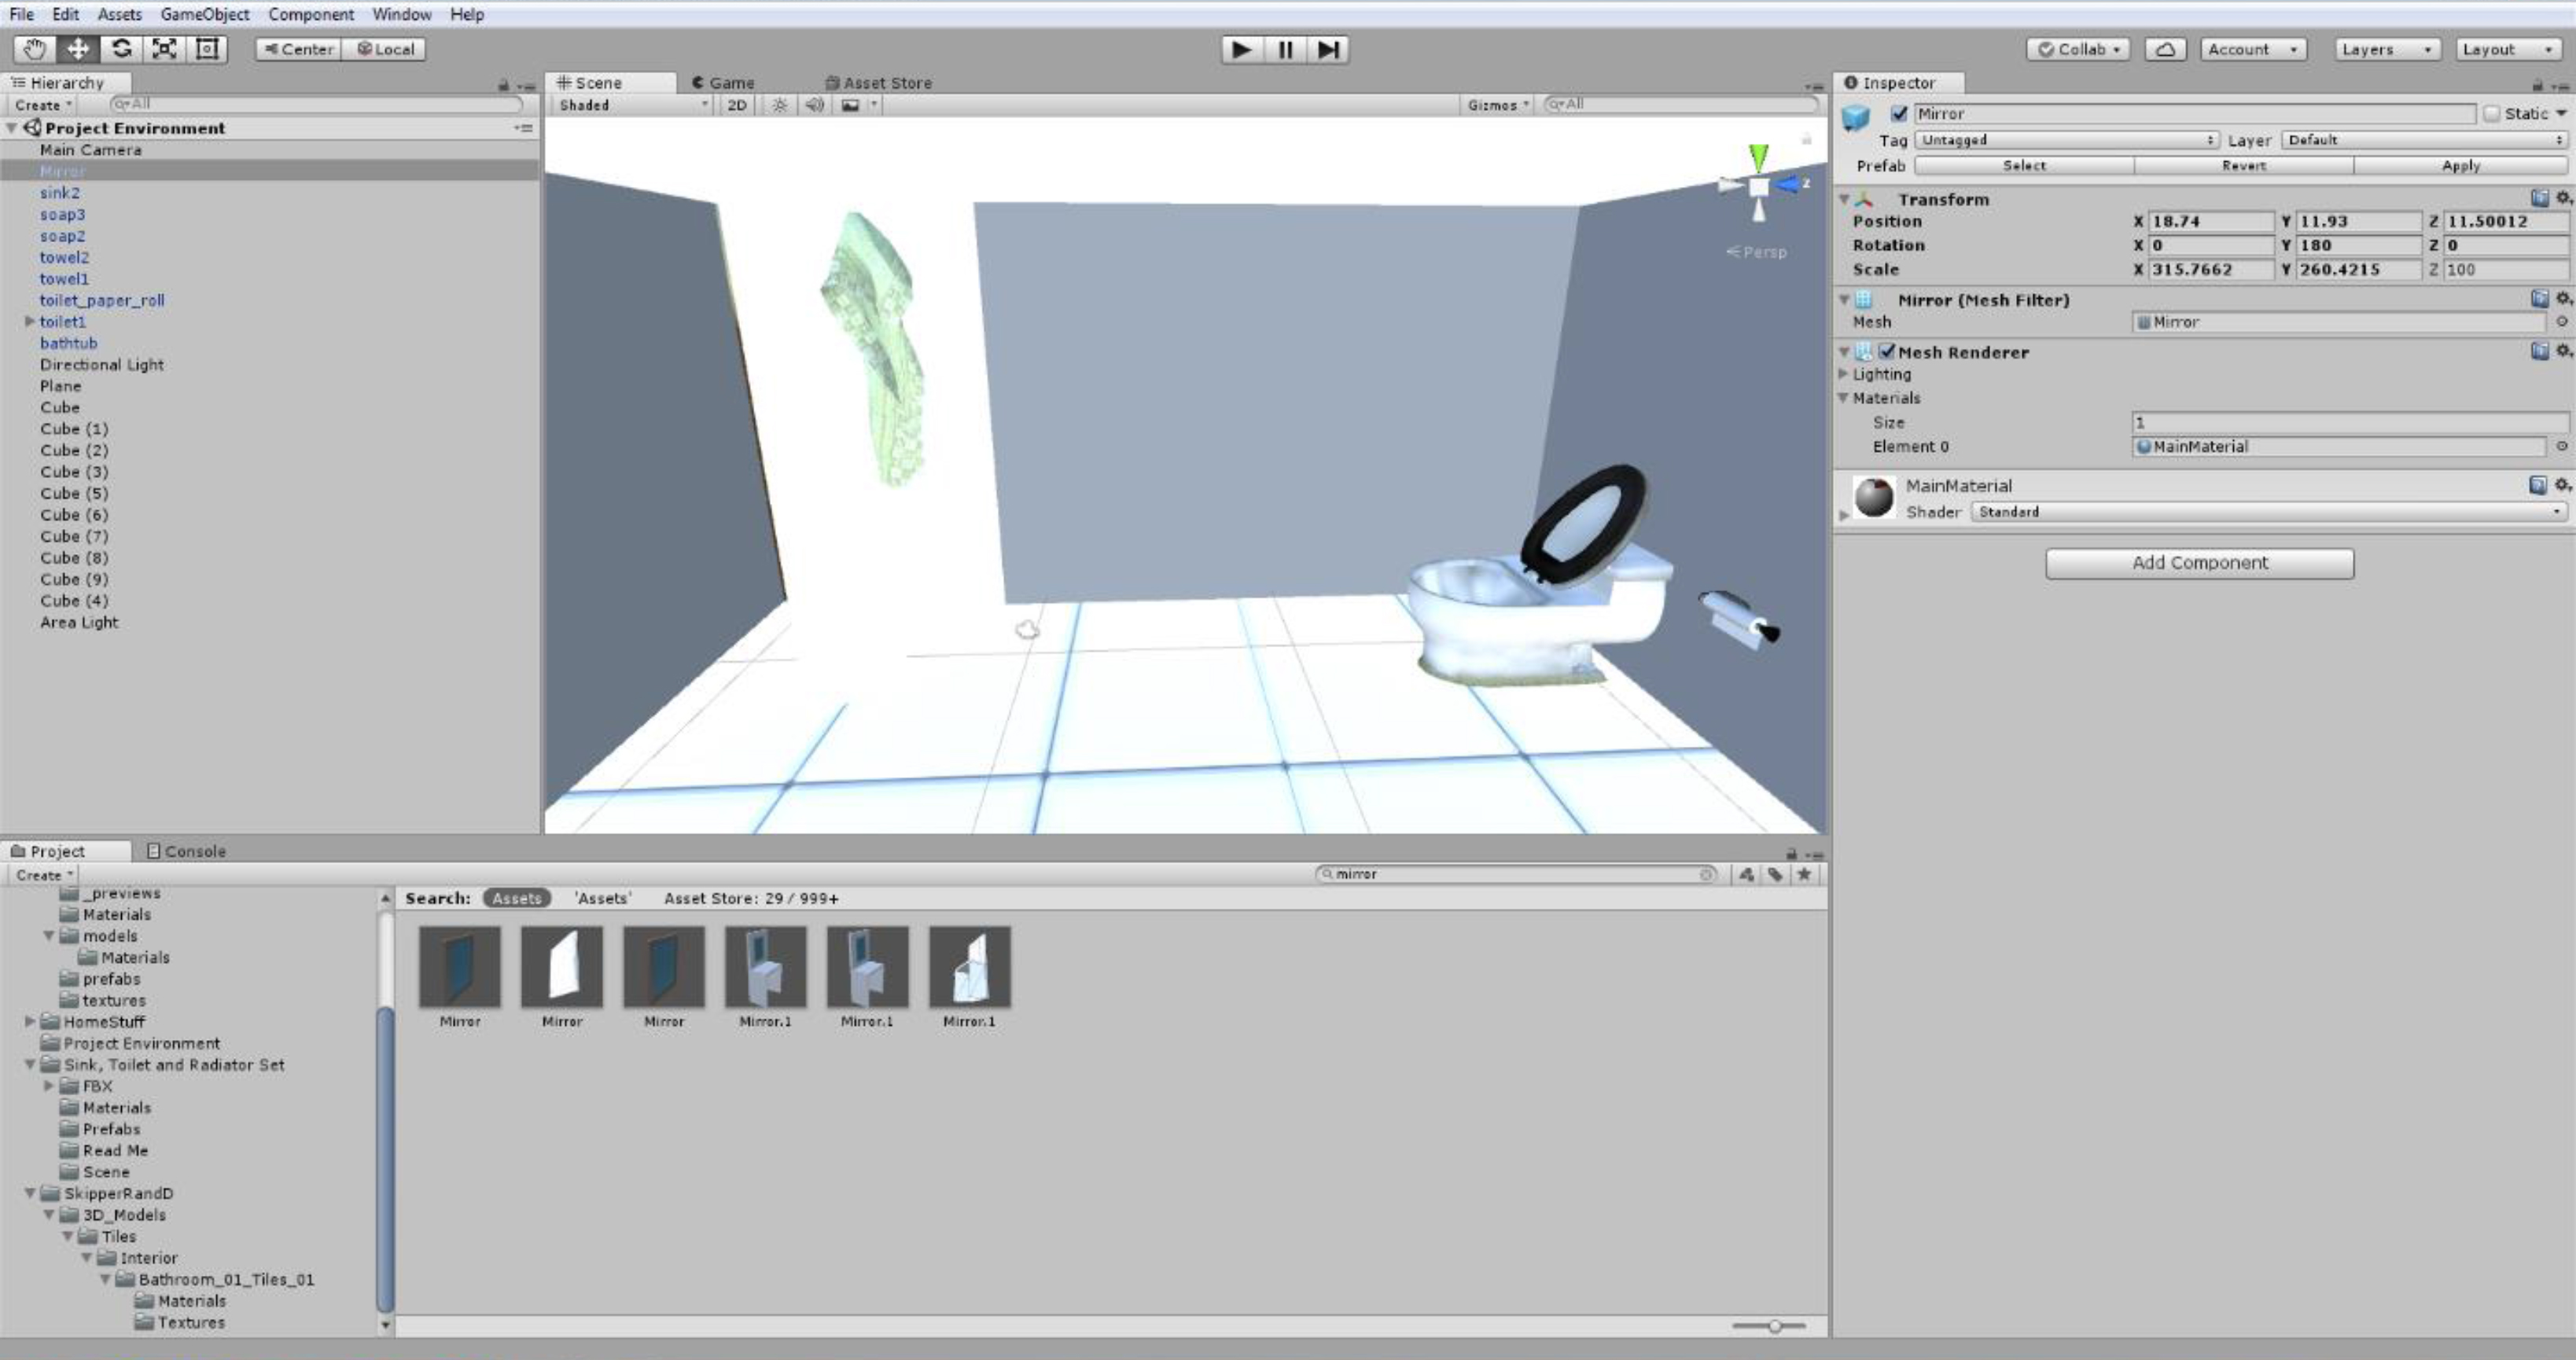 File Edit Assets GameObject Component Window Help
Center Local Collab Account Layers Layout
Hierarchy
Create All
Project Environment
Main Camera
Mirror
sink2
soap3
soap2
towel2
towel1
toilet_paper_roll
toilet1
bathtub
Directional Light
Plane
Cube
Cube (1)
Cube (2)
Cube (3)
Cube (5)
Cube (6)
Cube (7)
Cube (8)
Cube (9)
Cube (4)
Area Light
Scene Game Asset Store
Shaded 2D Gizmos All
z
Persp
Inspector
Mirror Static
Tag Untagged Layer Default
Prefab Select Revert Apply
Transform
Position X 18.74 Y 11.93 Z 11.50012
Rotation X 0 Y 180 Z 0
Scale X 315.7662 Y 260.4215 Z 100
Mirror (Mesh Filter)
Mesh Mirror
Mesh Renderer
Lighting
Materials
Size 1
Element 0 MainMaterial
MainMaterial
Shader Standard
Add Component
Project Console
Create mirror
_previews
Materials
models
Materials
prefabs
textures
HomeStuff
Project Environment
Sink, Toilet and Radiator Set
FBX
Materials
Prefabs
Read Me
Scene
SkipperRandD
3D_Models
Tiles
Interior
Bathroom_01_Tiles_01
Materials
Textures
Search: Assets 'Assets' Asset Store: 29 / 999+
Mirror Mirror Mirror Mirror.1 Mirror.1 Mirror.1